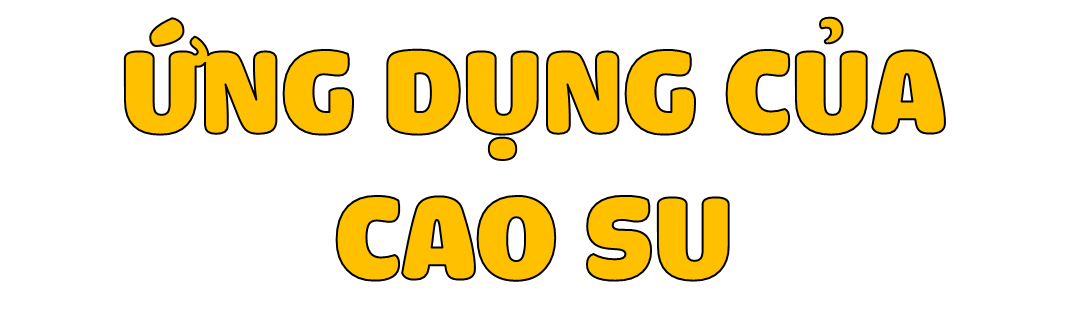 ỨNG DỤNG CỦA
CAO SU